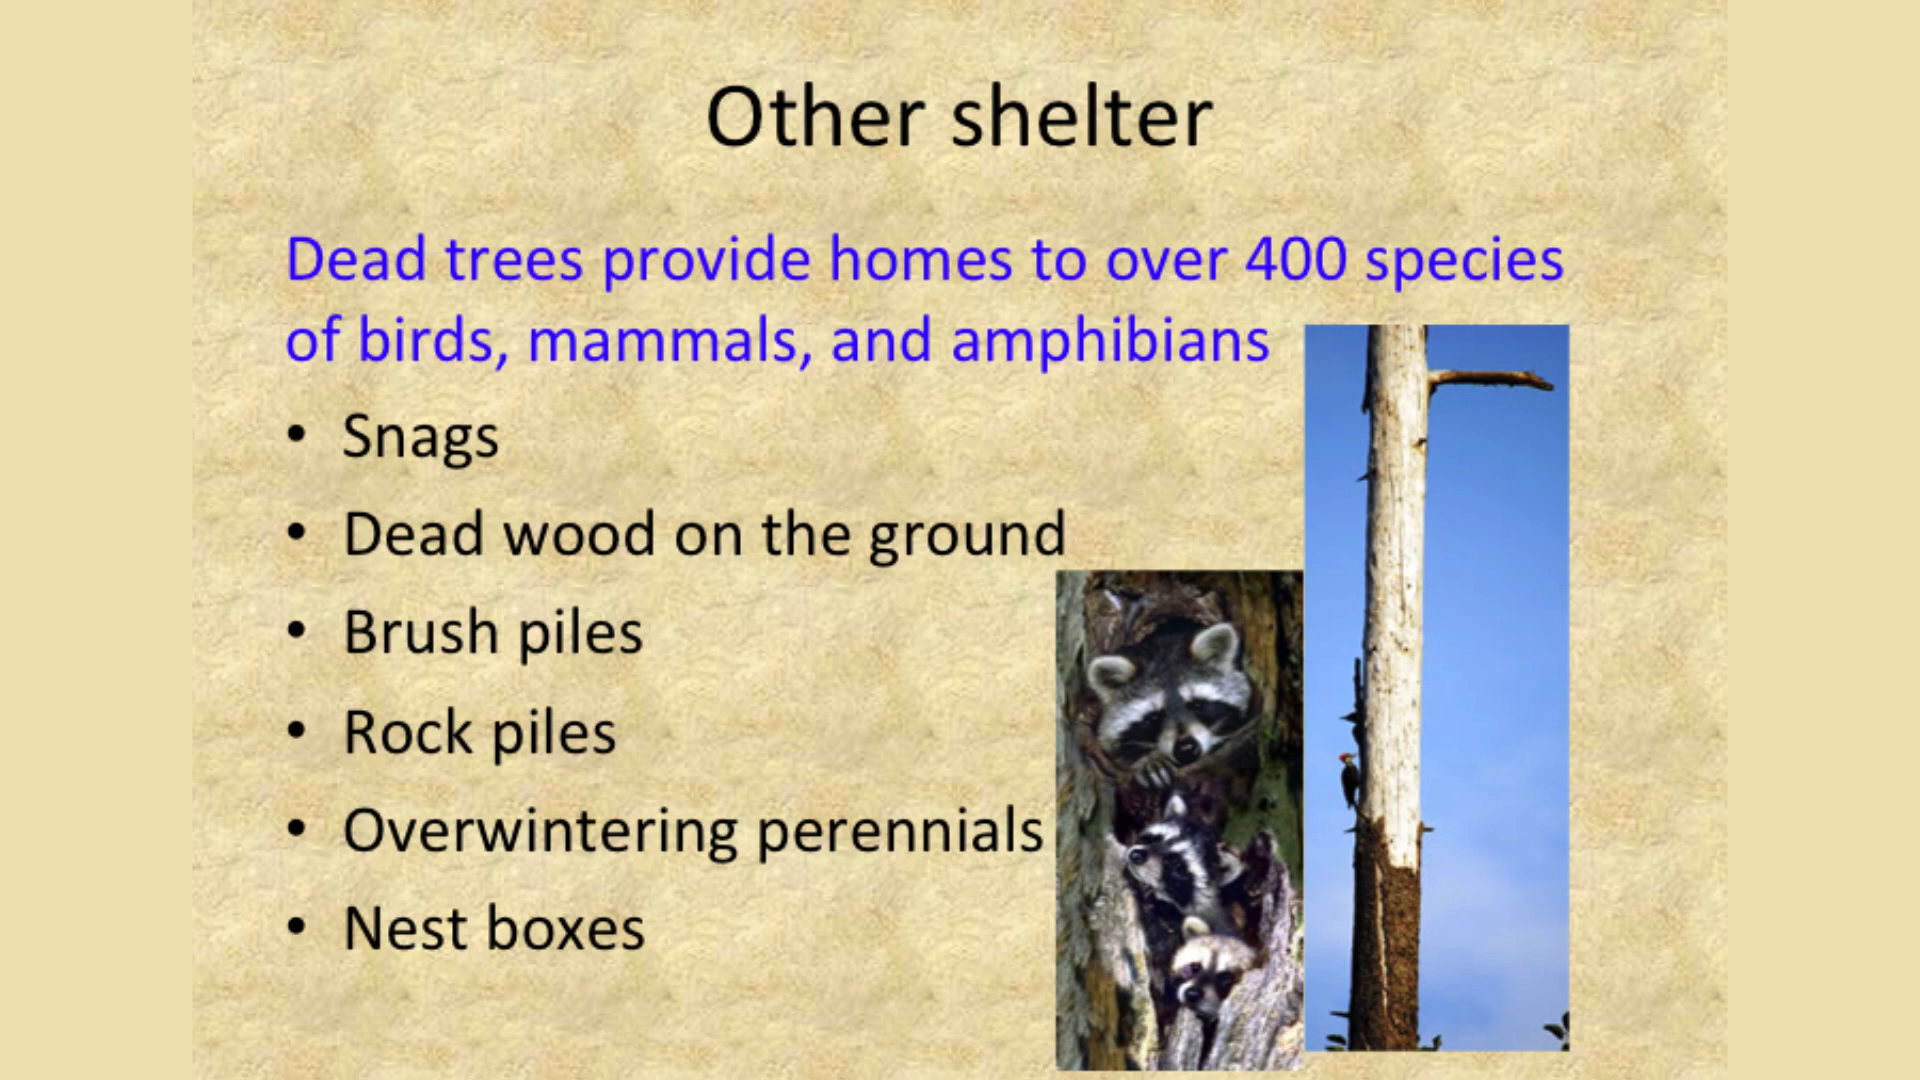 Other shelter
Dead trees provide homes to over 400 species
of birds, mammals, and amphibians
• Snags
• Dead wood on the ground
• Brush piles
• Rock piles
• Overwintering perennials
• Nest boxes